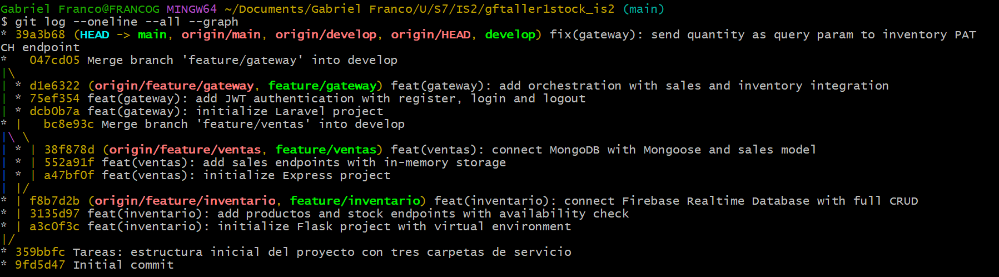 Gabriel Franco@FRANCOG MINGW64 ~/Documents/Gabriel Franco/U/S7/IS2/gftaller1stock_is2 (main)
$ git log --oneline --all --graph
* 39a3b68 (HEAD -> main, origin/main, origin/develop, origin/HEAD, develop) fix(gateway): send quantity as query param to inventory PAT
CH endpoint
*   047cd05 Merge branch 'feature/gateway' into develop
|\
| * d1e6322 (origin/feature/gateway, feature/gateway) feat(gateway): add orchestration with sales and inventory integration
| * 75ef354 feat(gateway): add JWT authentication with register, login and logout
| * dcb0b7a feat(gateway): initialize Laravel project
* |   bc8e93c Merge branch 'feature/ventas' into develop
|\ \
| * | 38f878d (origin/feature/ventas, feature/ventas) feat(ventas): connect MongoDB with Mongoose and sales model
| * | 552a91f feat(ventas): add sales endpoints with in-memory storage
| * | a47bf0f feat(ventas): initialize Express project
| |/
* | f8b7d2b (origin/feature/inventario, feature/inventario) feat(inventario): connect Firebase Realtime Database with full CRUD
* | 3135d97 feat(inventario): add productos and stock endpoints with availability check
* | a3c0f3c feat(inventario): initialize Flask project with virtual environment
|/
* 359bbfc Tareas: estructura inicial del proyecto con tres carpetas de servicio
* 9fd5d47 Initial commit